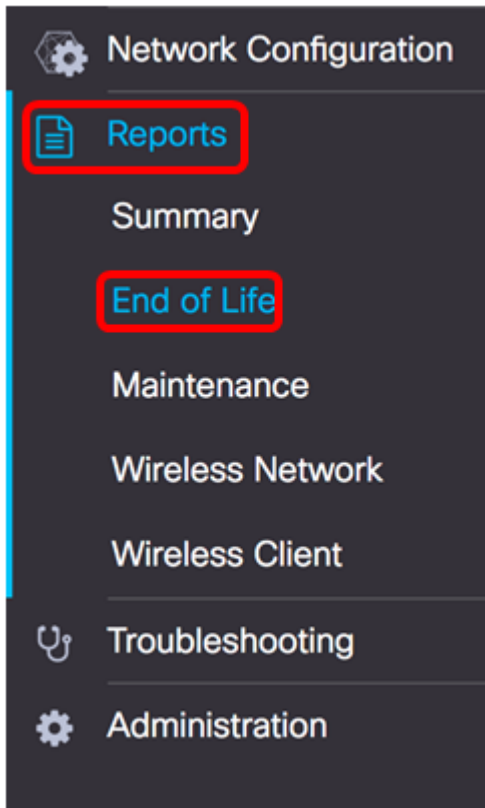 Network Configuration
Reports
Summary
End of Life
Maintenance
Wireless Network
Wireless Client
Troubleshooting
Administration